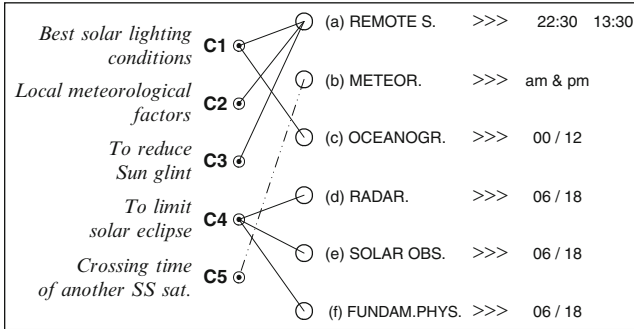 Best solar lighting
conditions
C1
Local meteorological
factors
C2
To reduce
Sun glint
C3
To limit
solar eclipse
C4
Crossing time
of another SS sat.
C5
(a) REMOTE S. >>> 22:30 13:30
(b) METEOR. >>> am & pm
(c) OCEANOGR. >>> 00 / 12
(d) RADAR. >>> 06 / 18
(e) SOLAR OBS. >>> 06 / 18
(f) FUNDAM.PHYS. >>> 06 / 18